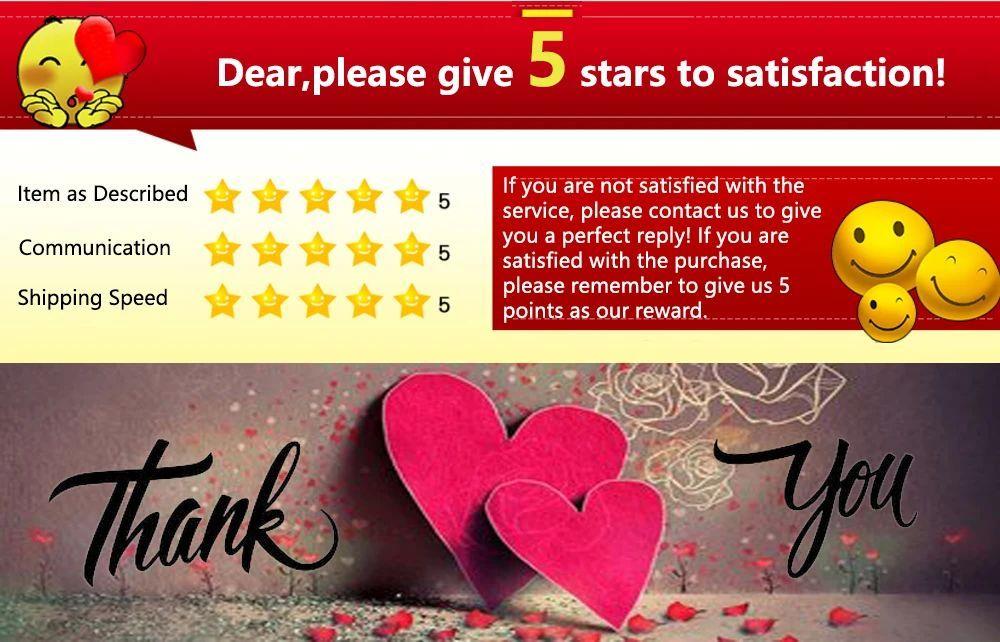 Dear,please give 5 stars to satisfaction!
Item as Described 5
Communication 5
Shipping Speed 5
If you are not satisfied with the
service, please contact us to give
you a perfect reply! If you are
satisfied with the purchase,
please remember to give us 5
points as our reward.
Thank You